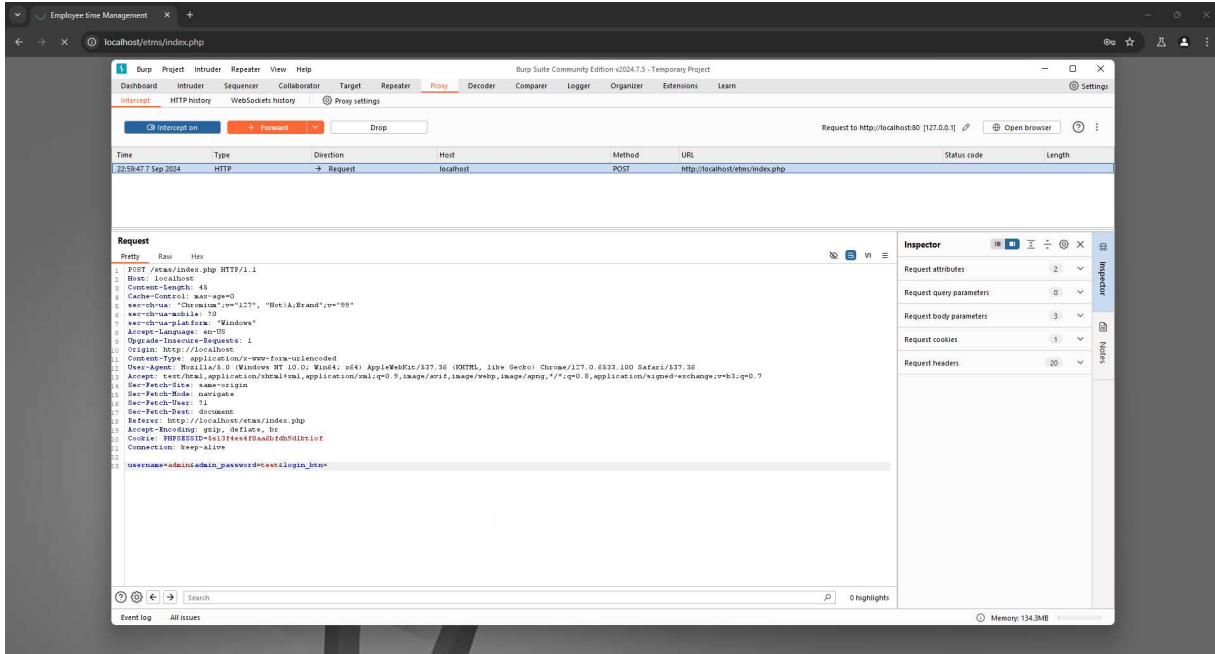 Employee time Management
localhost/etms/index.php
Burp Project Intruder Repeater View Help
Burp Suite Community Edition v2024.7.5 - Temporary Project
Dashboard Intruder Sequencer Collaborator Target Repeater Proxy Decoder Comparer Logger Organizer Extensions Learn
Settings
Intercept HTTP history WebSockets history Proxy settings
Intercept on Forward Drop
Request to http://localhost:80 [127.0.0.1] Open browser
Time Type Direction Host Method URL Status code Length
22:59:47 7 Sep 2024 HTTP → Request localhost POST http://localhost/etms/index.php
Request
Pretty Raw Hex
\n
1 POST /etms/index.php HTTP/1.1
2 Host: localhost
3 Content-Length: 45
4 Cache-Control: max-age=0
5 sec-ch-ua: "Chromium";v="127", "Not)A;Brand";v="99"
6 sec-ch-ua-mobile: ?0
7 sec-ch-ua-platform: "Windows"
8 Accept-Language: en-US
9 Upgrade-Insecure-Requests: 1
10 Origin: http://localhost
11 Content-Type: application/x-www-form-urlencoded
12 User-Agent: Mozilla/5.0 (Windows NT 10.0; Win64; x64) AppleWebKit/537.36 (KHTML, like Gecko) Chrome/127.0.6533.100 Safari/537.36
13 Accept: text/html,application/xhtml+xml,application/xml;q=0.9,image/avif,image/webp,image/apng,*/*;q=0.8,application/signed-exchange;v=b3;q=0.7
14 Sec-Fetch-Site: same-origin
15 Sec-Fetch-Mode: navigate
16 Sec-Fetch-User: ?1
17 Sec-Fetch-Dest: document
18 Referer: http://localhost/etms/index.php
19 Accept-Encoding: gzip, deflate, br
20 Cookie: PHPSESSID=
21 Connection: keep-alive
22
23 username=admin&admin_password=test&login_btn=
Inspector
Request attributes 2
Request query parameters 0
Request body parameters 3
Request cookies 1
Request headers 20
Inspector
Notes
Search
0 highlights
Event log All issues
Memory: 134.3MB